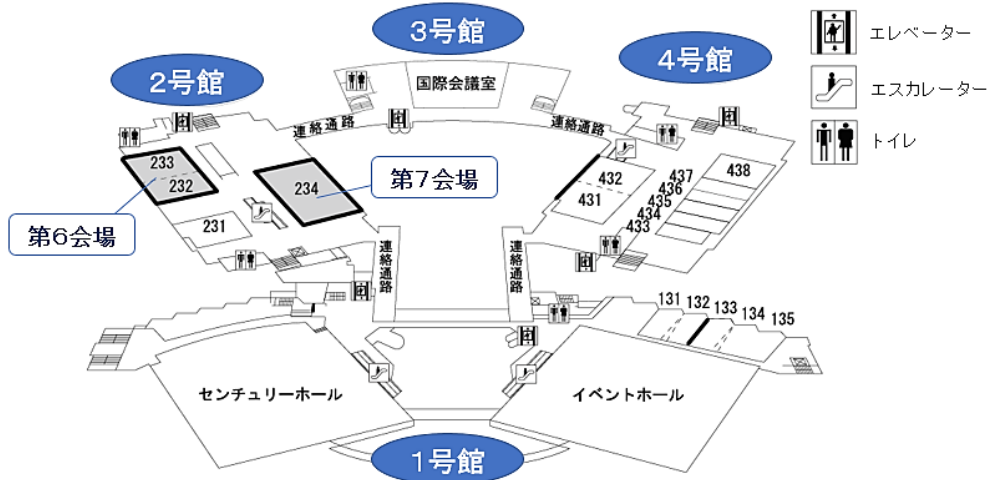 3号館
2号館
4号館
エレベーター
エスカレーター
トイレ
国際会議室
連絡通路
連絡通路
233
232
234
231
第6会場
第7会場
432
431
438
437
436
435
434
433
連絡通路
連絡通路
131
132
133
134
135
センチュリーホール
イベントホール
1号館